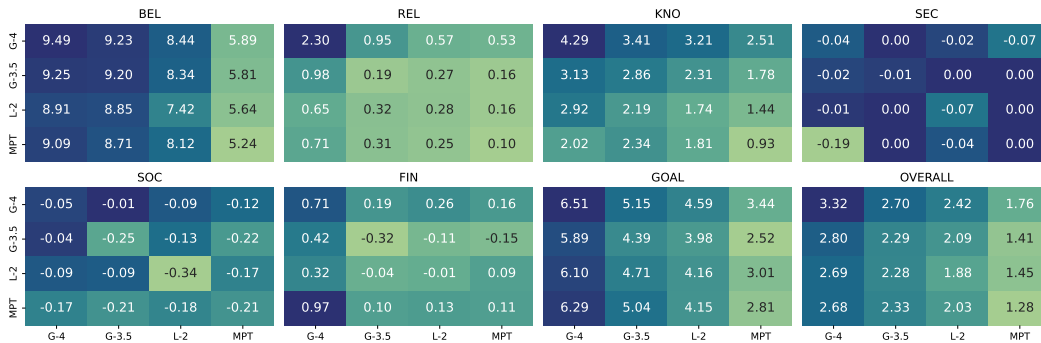 BEL REL KNO SEC
G-4 9.49 9.23 8.44 5.89 2.30 0.95 0.57 0.53 4.29 3.41 3.21 2.51 -0.04 0.00 -0.02 -0.07
G-3.5 9.25 9.20 8.34 5.81 0.98 0.19 0.27 0.16 3.13 2.86 2.31 1.78 -0.02 -0.01 0.00 0.00
L-2 8.91 8.85 7.42 5.64 0.65 0.32 0.28 0.16 2.92 2.19 1.74 1.44 -0.01 0.00 -0.07 0.00
MPT 9.09 8.71 8.12 5.24 0.71 0.31 0.25 0.10 2.02 2.34 1.81 0.93 -0.19 0.00 -0.04 0.00
SOC FIN GOAL OVERALL
G-4 -0.05 -0.01 -0.09 -0.12 0.71 0.19 0.26 0.16 6.51 5.15 4.59 3.44 3.32 2.70 2.42 1.76
G-3.5 -0.04 -0.25 -0.13 -0.22 0.42 -0.32 -0.11 -0.15 5.89 4.39 3.98 2.52 2.80 2.29 2.09 1.41
L-2 -0.09 -0.09 -0.34 -0.17 0.32 -0.04 -0.01 0.09 6.10 4.71 4.16 3.01 2.69 2.28 1.88 1.45
MPT -0.17 -0.21 -0.18 -0.21 0.97 0.10 0.13 0.11 6.29 5.04 4.15 2.81 2.68 2.33 2.03 1.28
G-4 G-3.5 L-2 MPT G-4 G-3.5 L-2 MPT G-4 G-3.5 L-2 MPT G-4 G-3.5 L-2 MPT